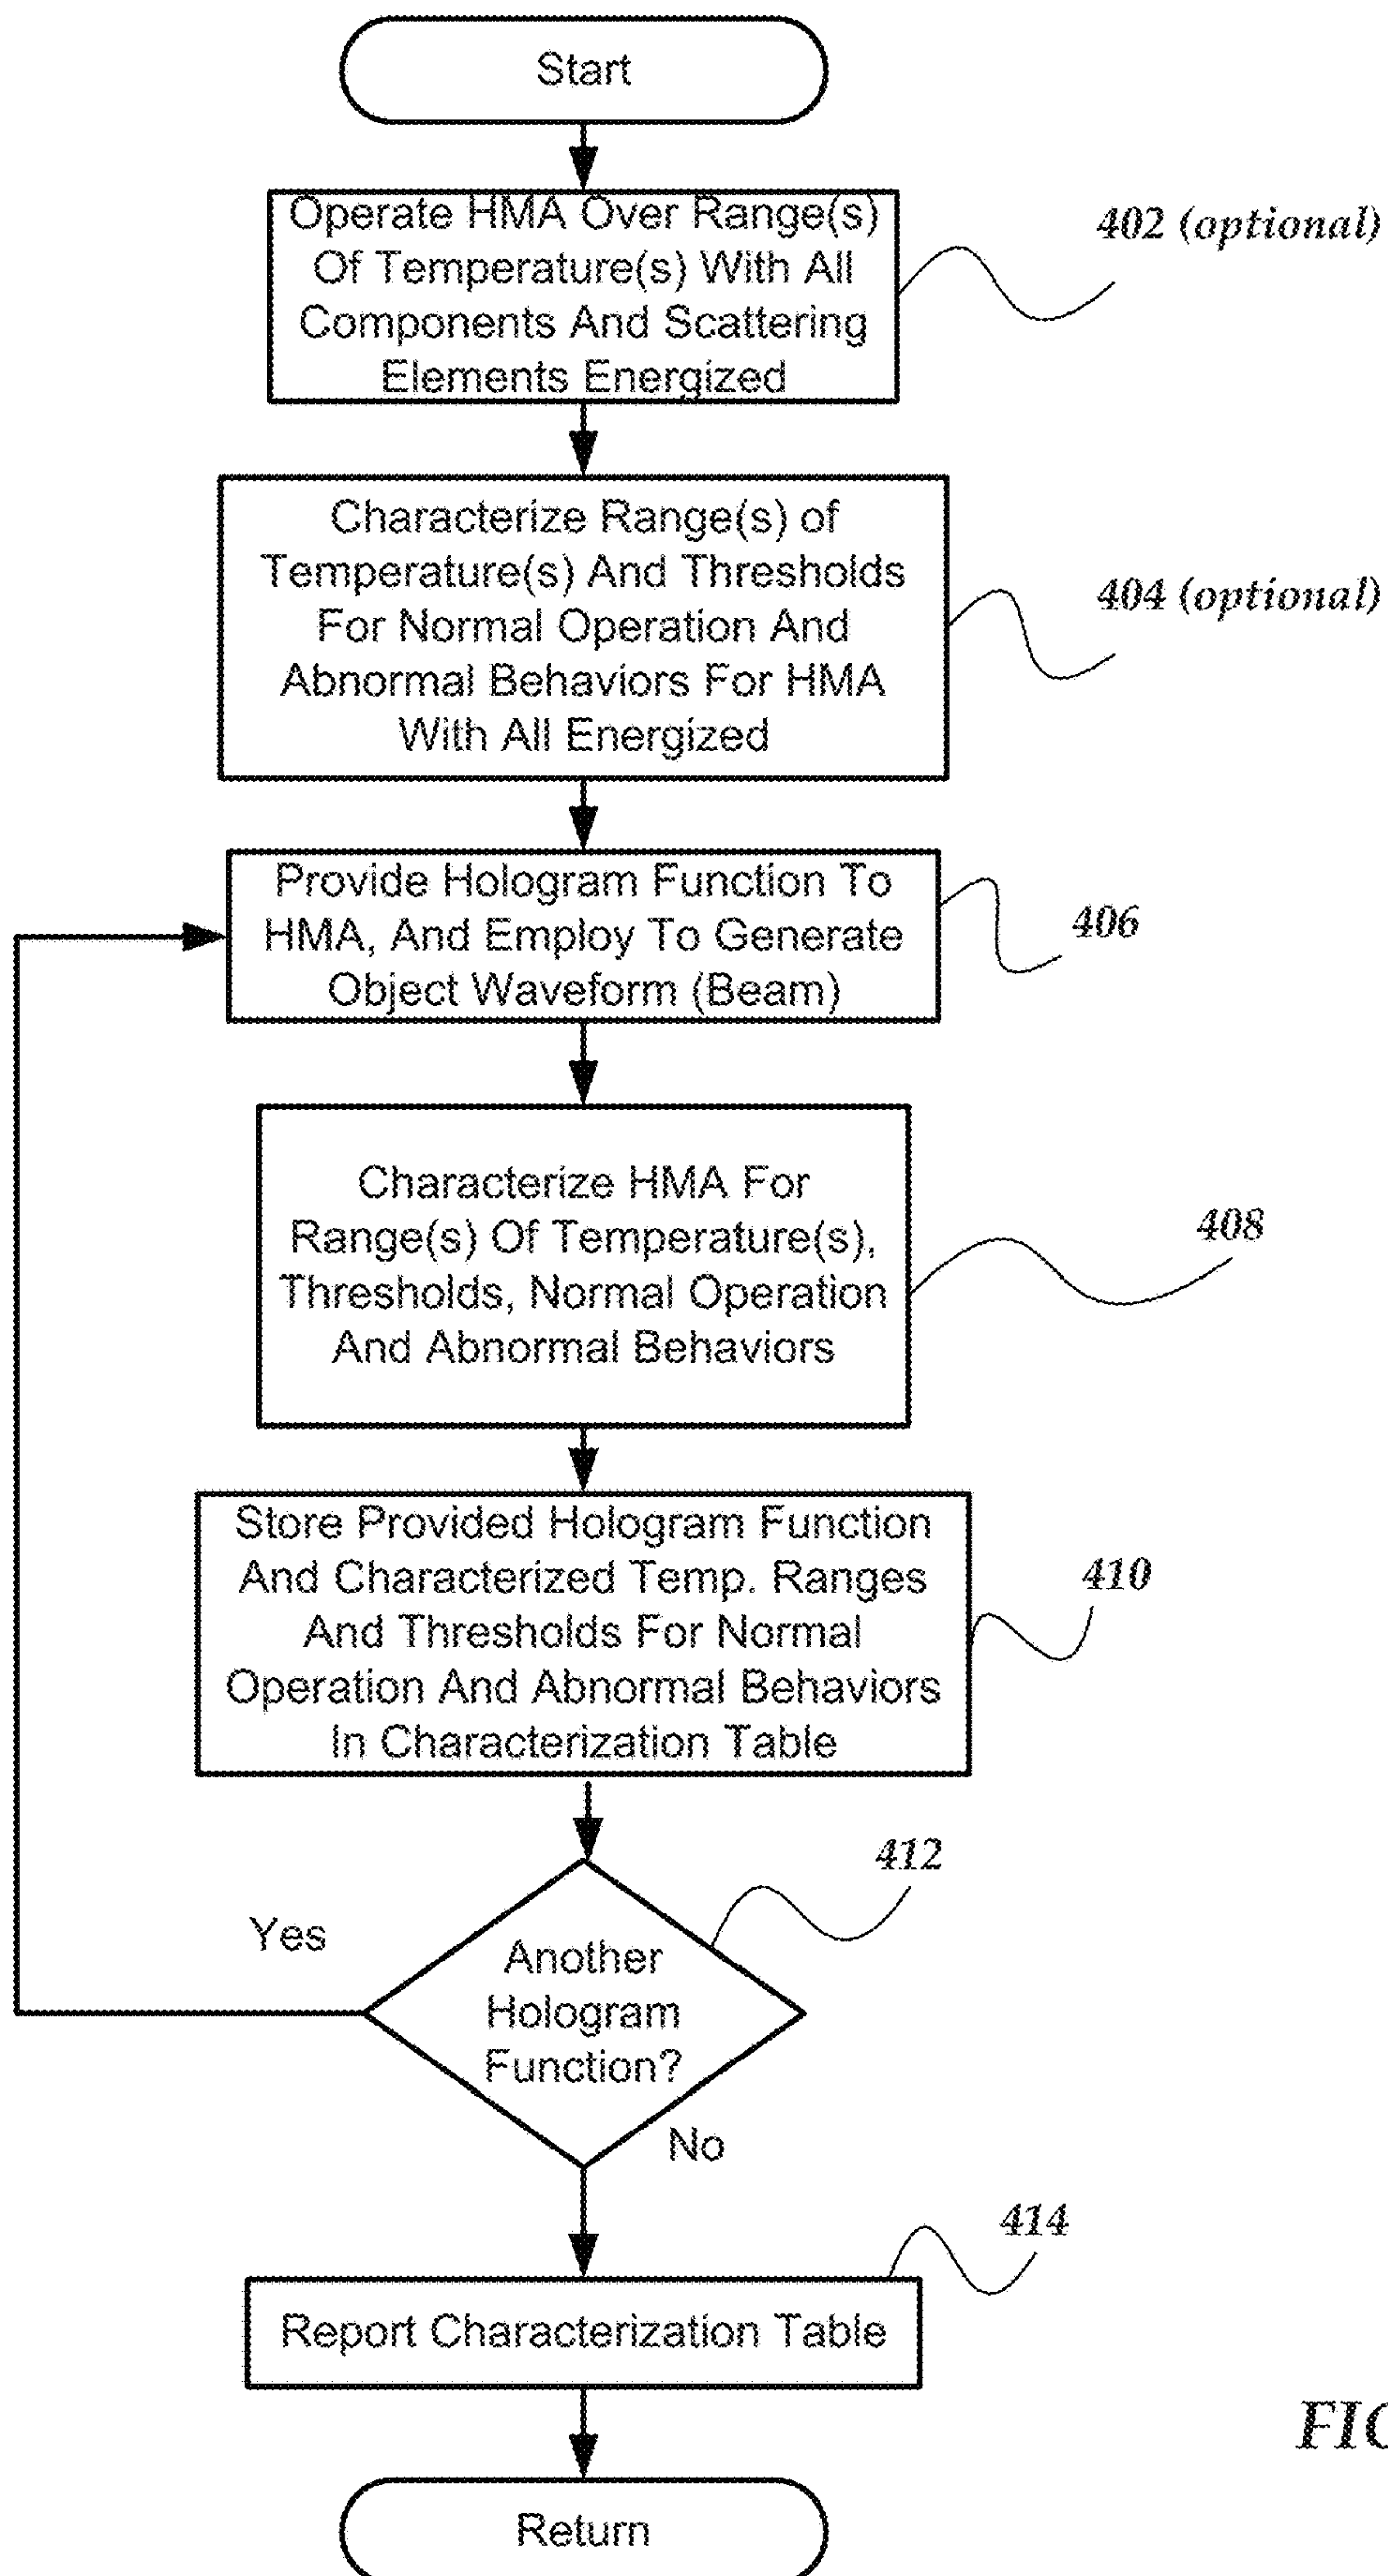 Start
Operate HMA Over Range(s)
Of Temperature(s) With All
Components And Scattering
Elements Energized
402 (optional)
Characterize Range(s) of
Temperature(s) And Thresholds
For Normal Operation And
Abnormal Behaviors For HMA
With All Energized
404 (optional)
Provide Hologram Function To
HMA, And Employ To Generate
Object Waveform (Beam)
406
Characterize HMA For
Range(s) Of Temperature(s),
Thresholds, Normal Operation
And Abnormal Behaviors
408
Store Provided Hologram Function
And Characterized Temp. Ranges
And Thresholds For Normal
Operation And Abnormal Behaviors
In Characterization Table
410
412
Yes
Another
Hologram
Function?
No
414
Report Characterization Table
Return